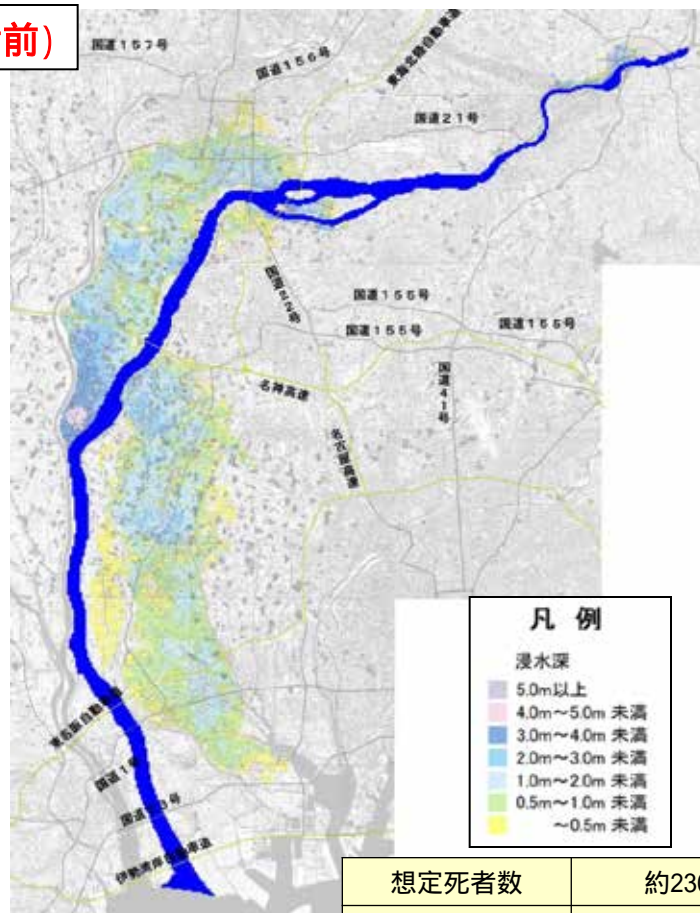 前)
国道157号
国道156号
東海北陸自動車道
国道21号
国道22号
国道155号
国道155号
国道155号
名神高速
国道41号
名古屋高速
東名阪自動車道
国道1号
国道23号
伊勢湾岸自動車道
凡 例
浸水深
5.0m以上
4.0m~5.0m 未満
3.0m~4.0m 未満
2.0m~3.0m 未満
1.0m~2.0m 未満
0.5m~1.0m 未満
~0.5m 未満
想定死者数 約230